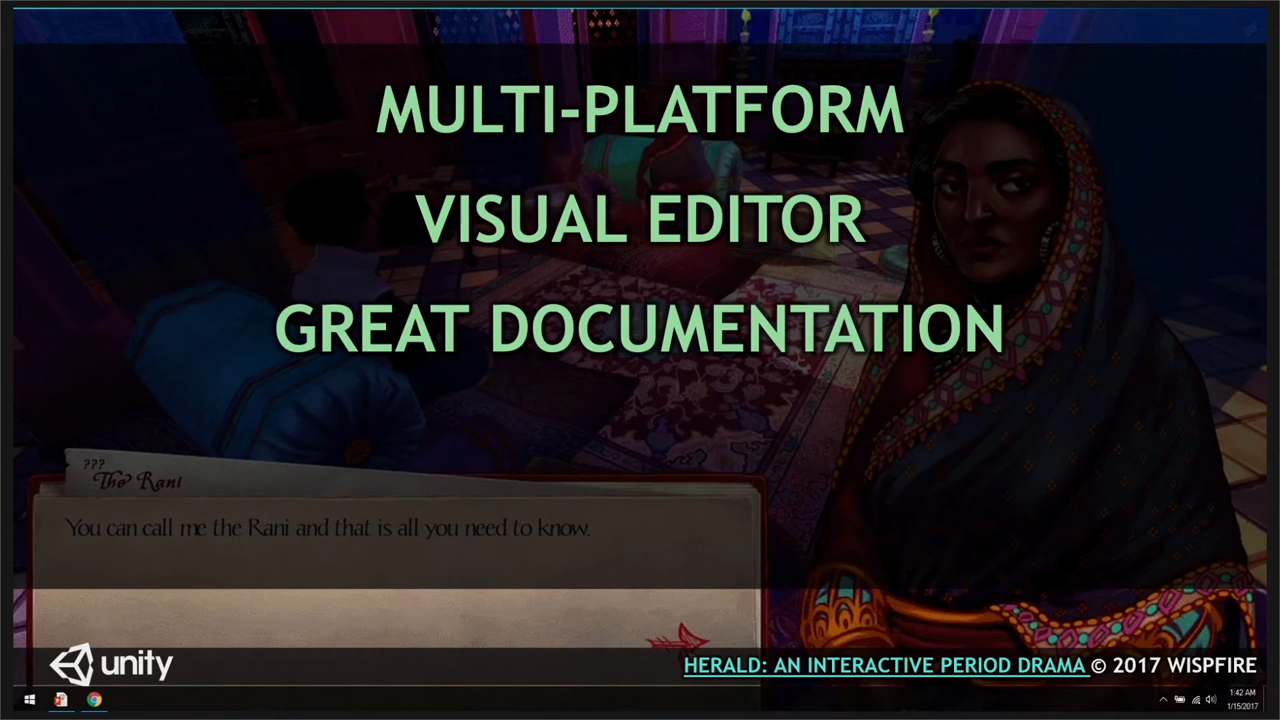 MULTI-PLATFORM
VISUAL EDITOR
GREAT DOCUMENTATION
???
The Rani
You can call me the Rani and that is all you need to know.
unity
HERALD: AN INTERACTIVE PERIOD DRAMA © 2017 WISPFIRE
1:42 AM
1/15/2017